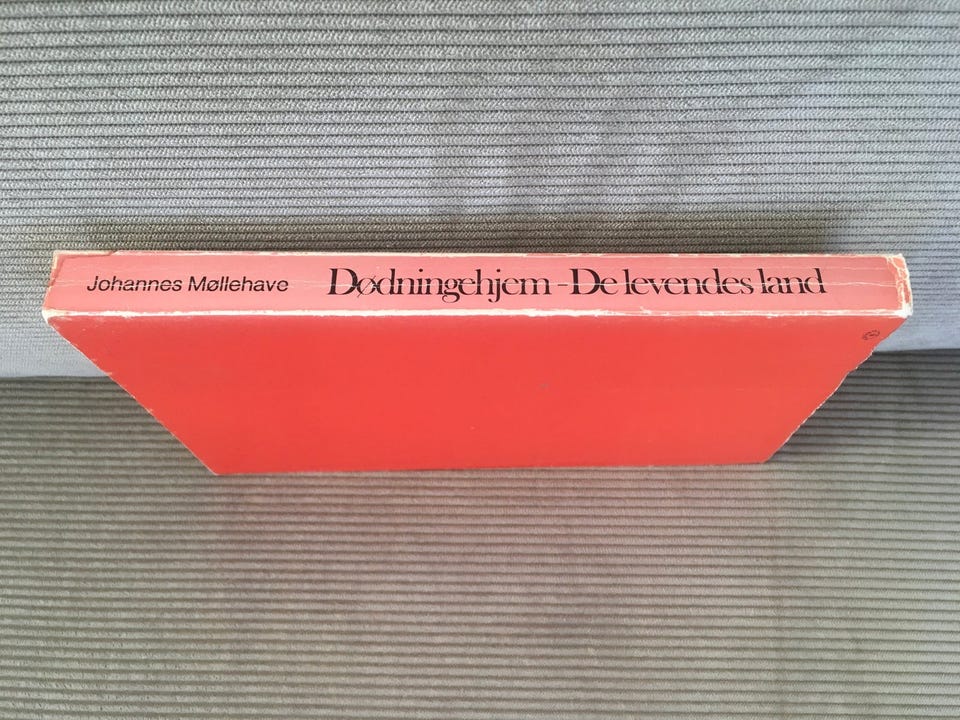 Johannes Møllehave Dødningehjem - De levendes land